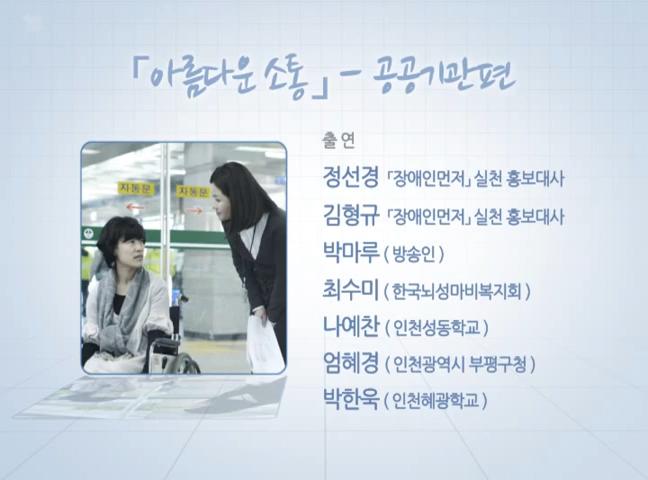 「아름다운 소통」 - 공공기관편
출연
정선경 「장애인먼저」 실천 홍보대사
김형규 「장애인먼저」 실천 홍보대사
박마루 ( 방송인 )
최수미 ( 한국뇌성마비복지회 )
나예찬 ( 인천성동학교 )
엄혜경 ( 인천광역시 부평구청 )
박한욱 ( 인천혜광학교 )
자동문
자동문